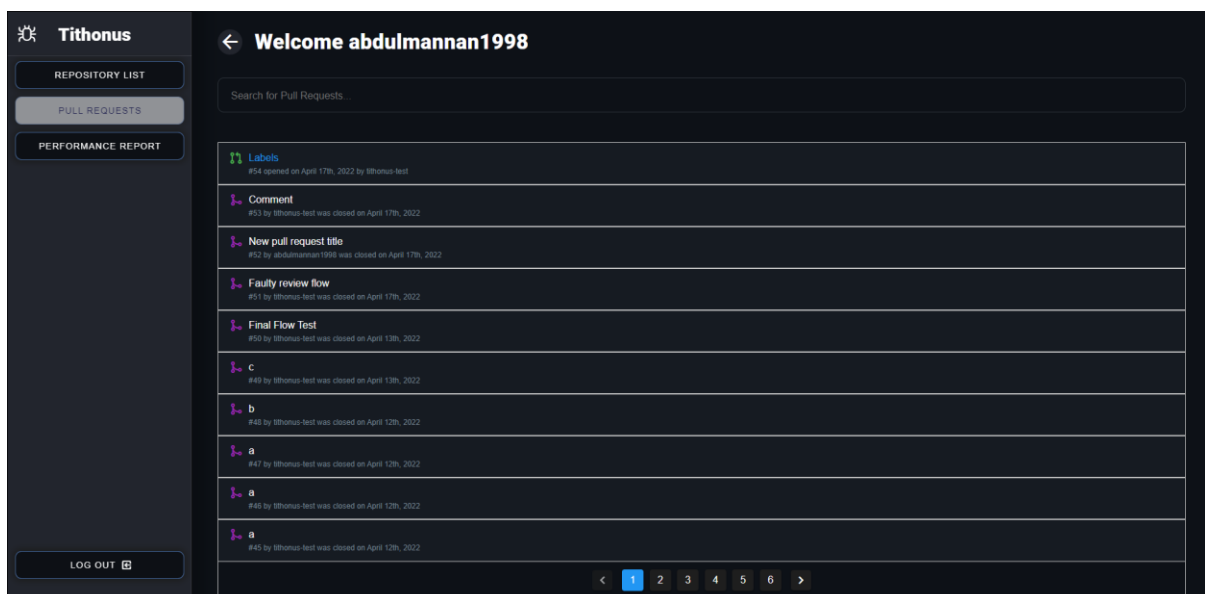 Tithonus
REPOSITORY LIST
PULL REQUESTS
PERFORMANCE REPORT
LOG OUT
Welcome abdulmannan1998
Search for Pull Requests...
Labels
#54 opened on April 17th, 2022 by tithonus-test
Comment
#53 by tithonus-test was closed on April 17th, 2022
New pull request title
#52 by abdulmannan1998 was closed on April 17th, 2022
Faulty review flow
#51 by tithonus-test was closed on April 17th, 2022
Final Flow Test
#50 by tithonus-test was closed on April 13th, 2022
c
#49 by tithonus-test was closed on April 13th, 2022
b
#48 by tithonus-test was closed on April 12th, 2022
a
#47 by tithonus-test was closed on April 12th, 2022
a
#46 by tithonus-test was closed on April 12th, 2022
a
#45 by tithonus-test was closed on April 12th, 2022
1 2 3 4 5 6